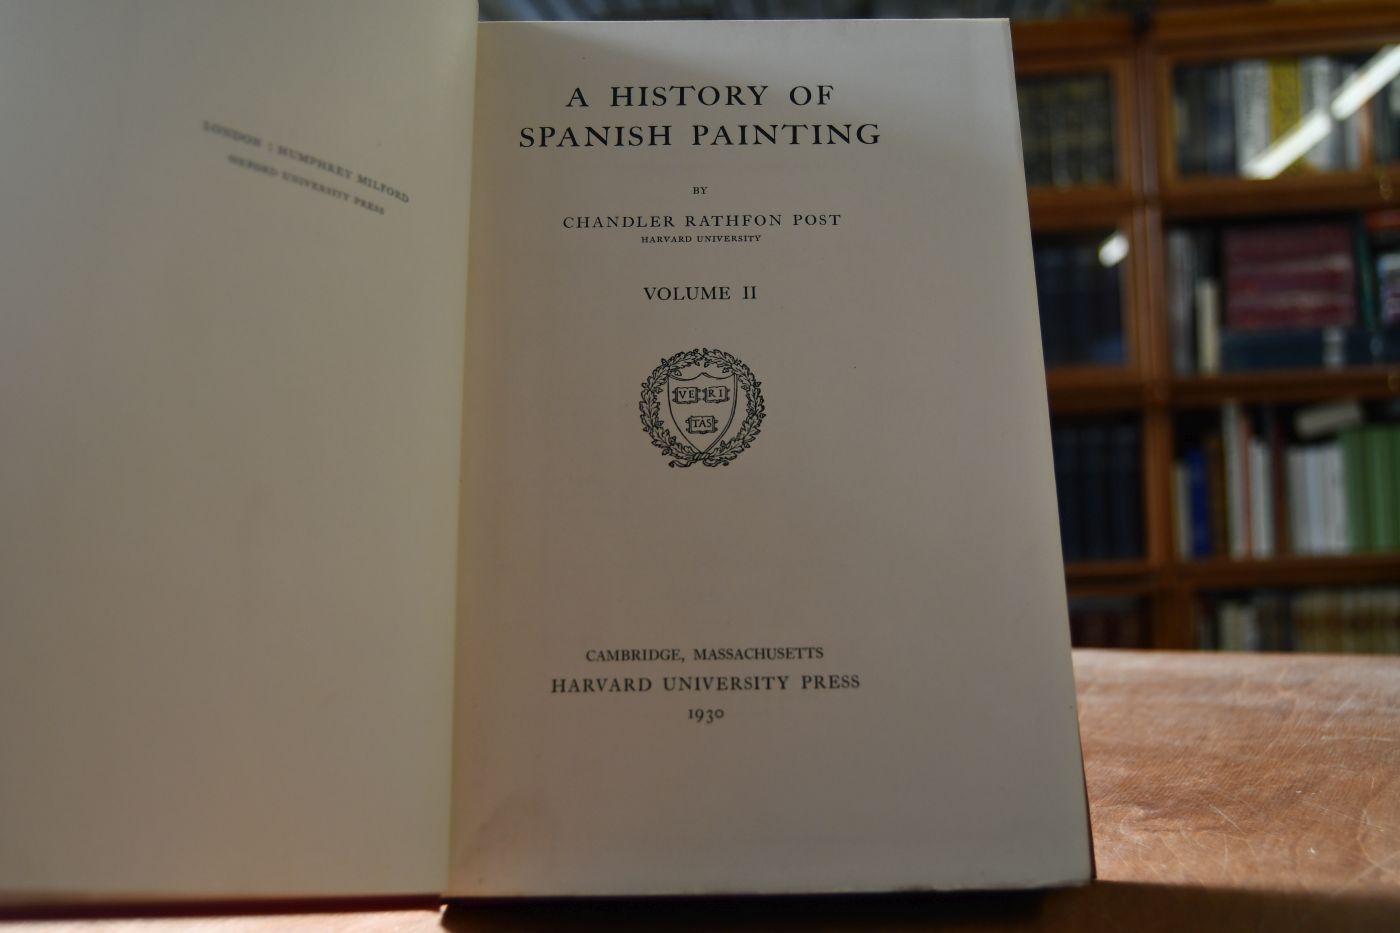 LONDON : HUMPHREY MILFORD
OXFORD UNIVERSITY PRESS
A HISTORY OF
SPANISH PAINTING
BY
CHANDLER RATHFON POST
HARVARD UNIVERSITY
VOLUME II
VE RI
TAS
CAMBRIDGE, MASSACHUSETTS
HARVARD UNIVERSITY PRESS
1930